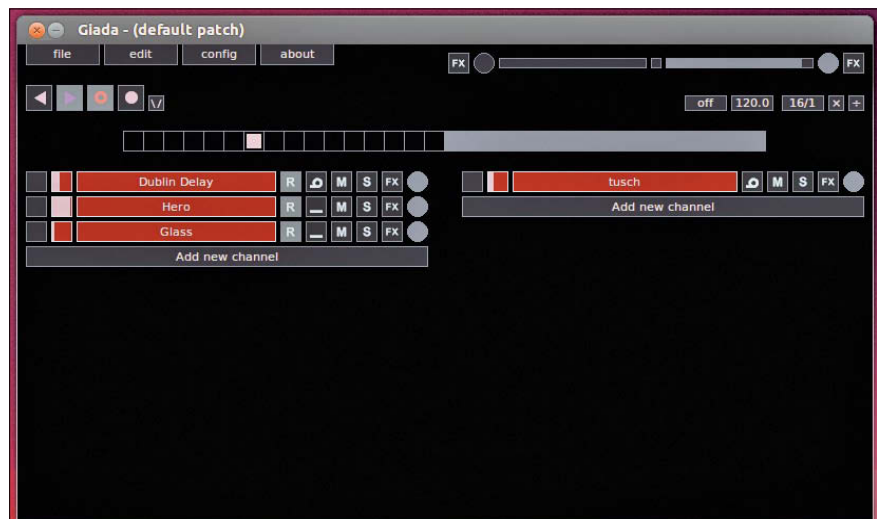 Giada - (default patch)
file edit config about
FX FX
off 120.0 16/1 × ÷
Dublin Delay R M S FX tusch M S FX
Hero R M S FX Add new channel
Glass R M S FX
Add new channel